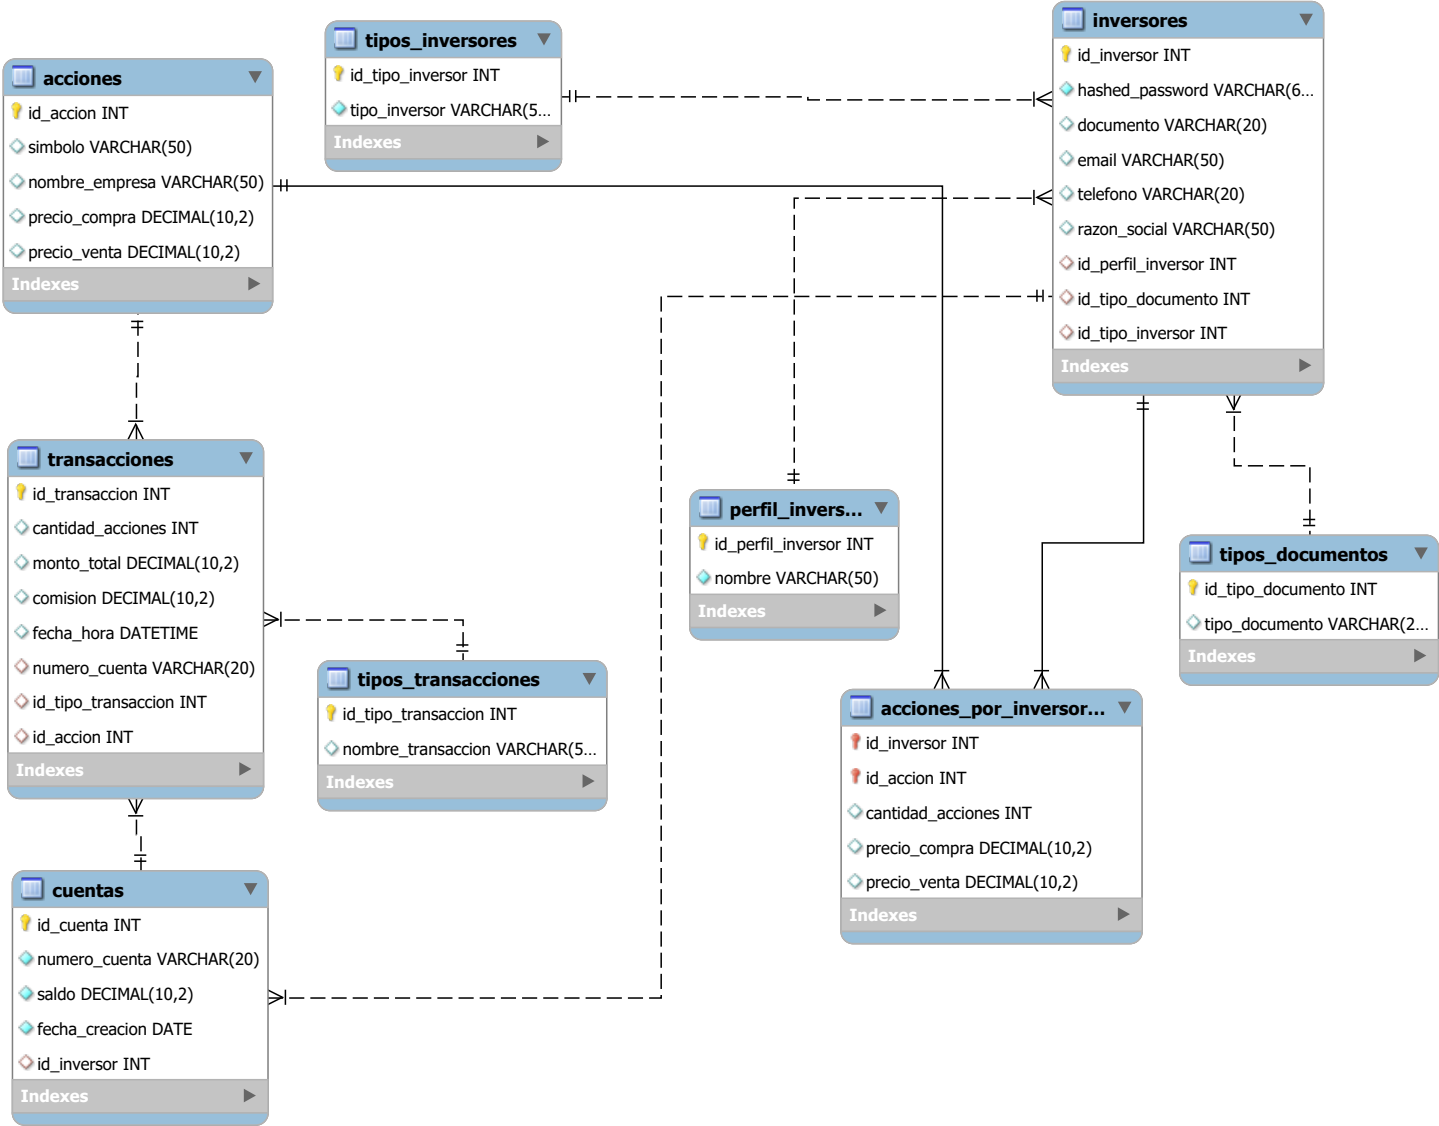 acciones
id_accion INT
simbolo VARCHAR(50)
nombre_empresa VARCHAR(50)
precio_compra DECIMAL(10,2)
precio_venta DECIMAL(10,2)
Indexes
tipos_inversores
id_tipo_inversor INT
tipo_inversor VARCHAR(5...
Indexes
inversores
id_inversor INT
hashed_password VARCHAR(6...
documento VARCHAR(20)
email VARCHAR(50)
telefono VARCHAR(20)
razon_social VARCHAR(50)
id_perfil_inversor INT
id_tipo_documento INT
id_tipo_inversor INT
Indexes
transacciones
id_transaccion INT
cantidad_acciones INT
monto_total DECIMAL(10,2)
comision DECIMAL(10,2)
fecha_hora DATETIME
numero_cuenta VARCHAR(20)
id_tipo_transaccion INT
id_accion INT
Indexes
perfil_invers...
id_perfil_inversor INT
nombre VARCHAR(50)
Indexes
tipos_documentos
id_tipo_documento INT
tipo_documento VARCHAR(2...
Indexes
tipos_transacciones
id_tipo_transaccion INT
nombre_transaccion VARCHAR(5...
Indexes
acciones_por_inversor...
id_inversor INT
id_accion INT
cantidad_acciones INT
precio_compra DECIMAL(10,2)
precio_venta DECIMAL(10,2)
Indexes
cuentas
id_cuenta INT
numero_cuenta VARCHAR(20)
saldo DECIMAL(10,2)
fecha_creacion DATE
id_inversor INT
Indexes